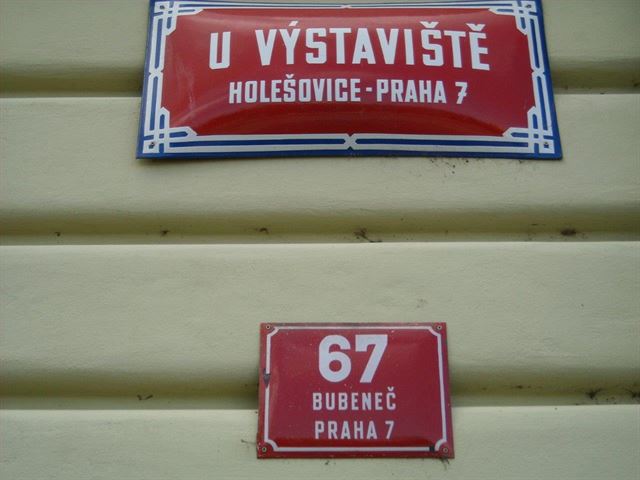 U VÝSTAVIŠTĚ
HOLEŠOVICE-PRAHA 7
67
BUBENEČ
PRAHA 7